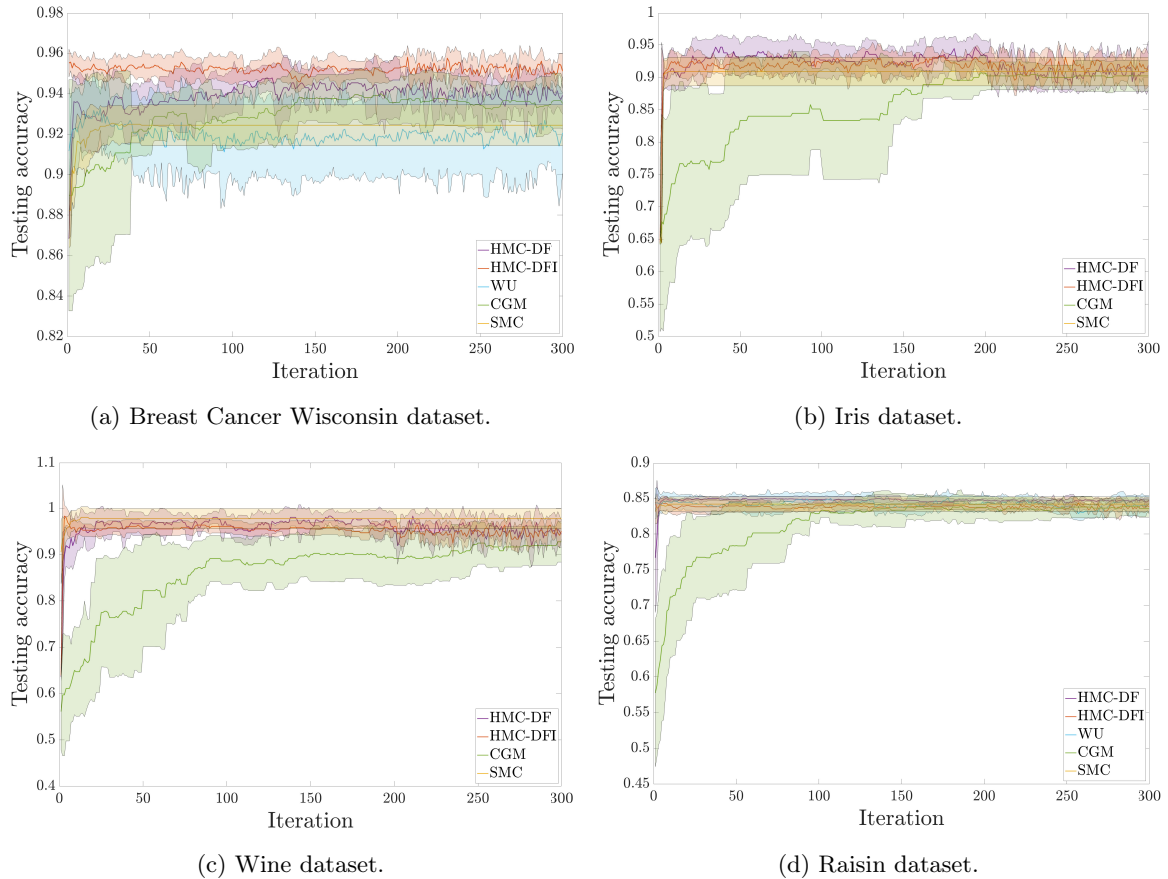 Testing accuracy
0.98
0.96
0.94
0.92
0.9
0.88
0.86
0.84
0.82
0
50
100
150
200
250
300
Iteration
HMC-DF
HMC-DFI
WU
CGM
SMC
(a) Breast Cancer Wisconsin dataset.
Testing accuracy
1
0.95
0.9
0.85
0.8
0.75
0.7
0.65
0.6
0.55
0.5
0
50
100
150
200
250
300
Iteration
HMC-DF
HMC-DFI
CGM
SMC
(b) Iris dataset.
Testing accuracy
1.1
1
0.9
0.8
0.7
0.6
0.5
0.4
0
50
100
150
200
250
300
Iteration
HMC-DF
HMC-DFI
CGM
SMC
(c) Wine dataset.
Testing accuracy
0.9
0.85
0.8
0.75
0.7
0.65
0.6
0.55
0.5
0.45
0
50
100
150
200
250
300
Iteration
HMC-DF
HMC-DFI
WU
CGM
SMC
(d) Raisin dataset.